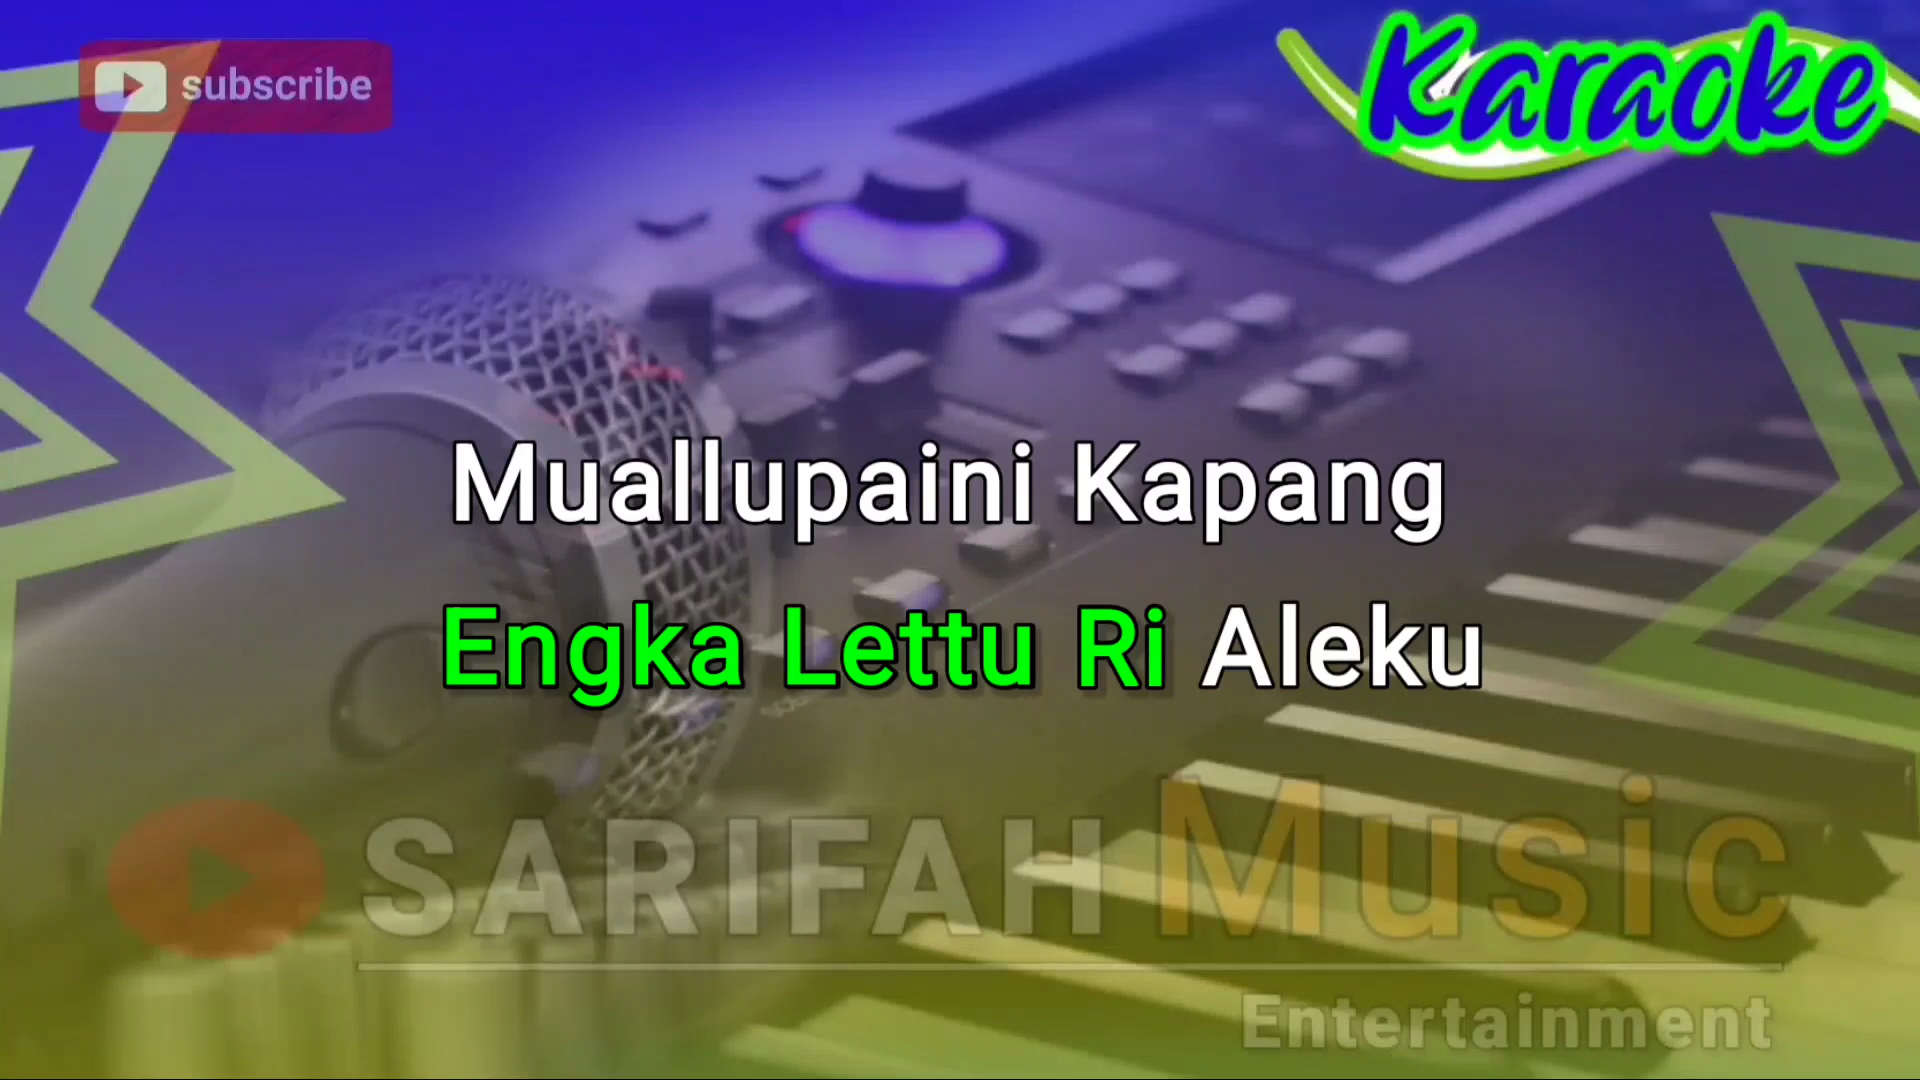 subscribe
Karaoke
Muallupaini Kapang
Engka Lettu Ri Aleku
SARIFAH Music
Entertainment